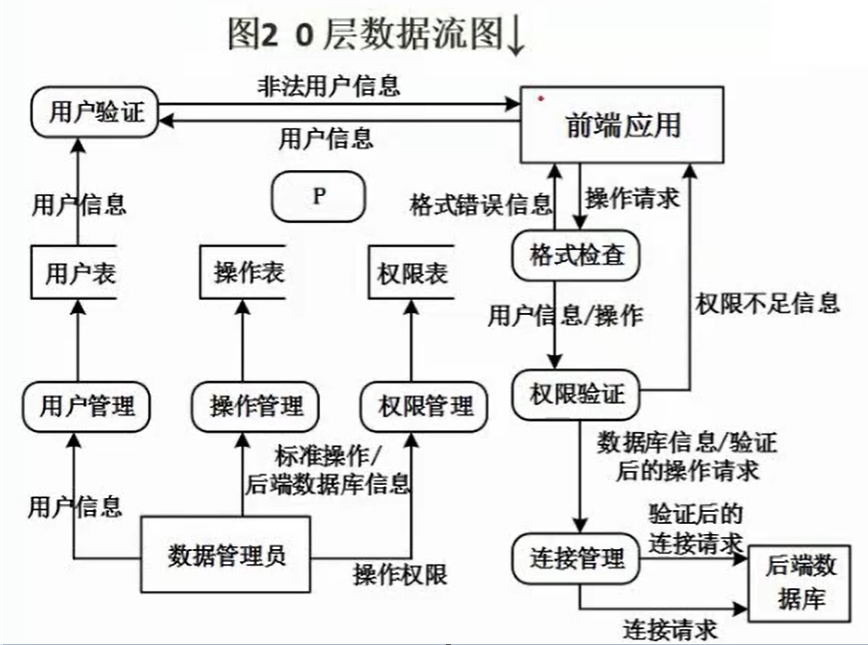 图2 0层数据流图↓
非法用户信息
用户验证
前端应用
用户信息
P
用户信息
格式错误信息
操作请求
用户表
操作表
权限表
格式检查
用户信息/操作
权限不足信息
用户管理
操作管理
权限管理
权限验证
标准操作/
后端数据库信息
数据库信息/验证
后的操作请求
用户信息
数据管理员
操作权限
验证后的
连接请求
连接管理
后端数
据库
连接请求